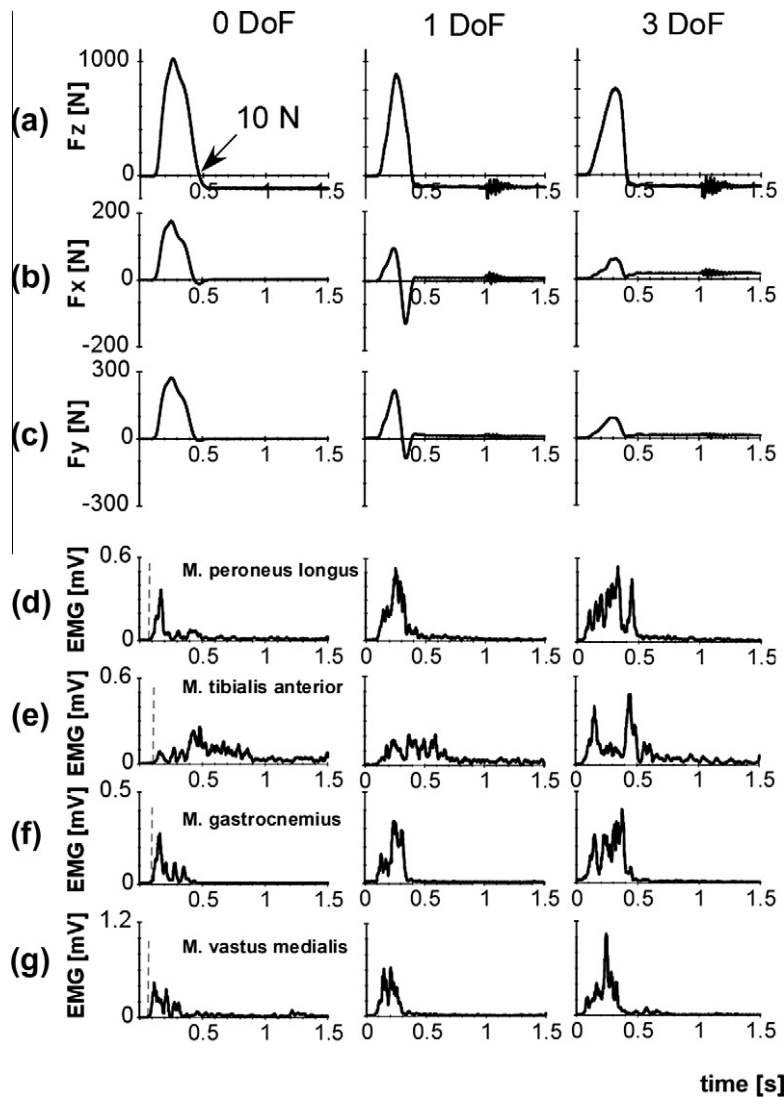 0 DoF 1 DoF 3 DoF
(a) Fz [N] 1000 0 10 N 0.5 1 1.5 0.5 1 1.5 0.5 1 1.5
(b) Fx [N] 200 0 -200 0.5 1 1.5 0.5 1 1.5 0.5 1 1.5
(c) Fy [N] 300 0 -300 0.5 1 1.5 0.5 1 1.5 0.5 1 1.5
(d) EMG [mV] 0.6 0 M. peroneus longus
0.5 1 1.5 0 0.5 1 1.5 0 0.5 1 1.5
(e) EMG [mV] 0.6 0 M. tibialis anterior
0.5 1 1.5 0 0.5 1 1.5 0 0.5 1 1.5
(f) EMG [mV] 0.5 0 M. gastrocnemius
0.5 1 1.5 0 0.5 1 1.5 0 0.5 1 1.5
(g) EMG [mV] 1.2 0 M. vastus medialis
0.5 1 1.5 0 0.5 1 1.5 0 0.5 1 1.5
time [s]